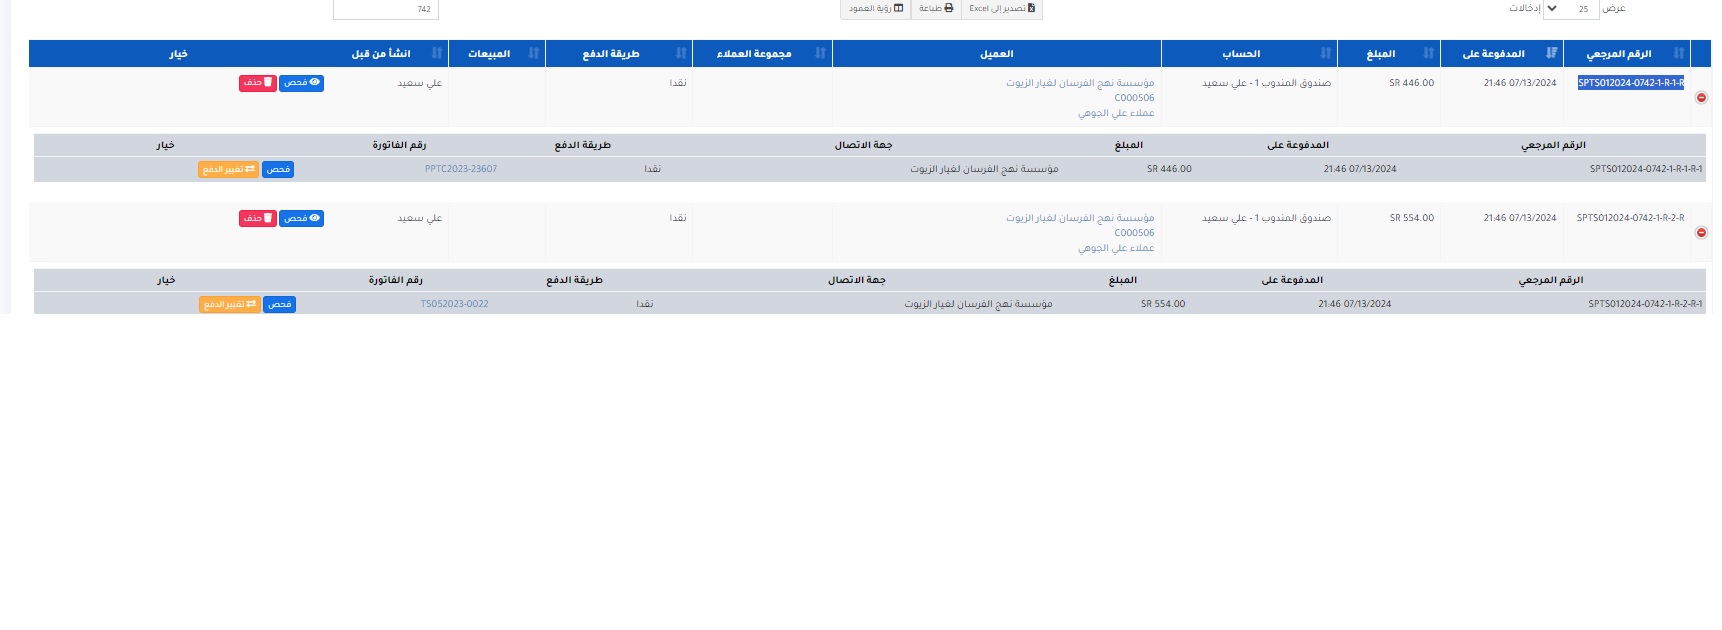 عرض 25 إدخالات
تصدير إلى Excel طباعة رؤية العمود
742
الرقم المرجعي المدفوعة على المبلغ الحساب العميل مجموعة العملاء طريقة الدفع المبيعات انشأ من قبل خيار
SPTS012024-0742-1-R-1-R 21:46 07/13/2024 SR 446.00 صندوق المندوب 1 - علي سعيد مؤسسة نهج الفرسان لغيار الزيوت نقدا علي سعيد فحص حذف
C000506
عملاء علي الجوهي
الرقم المرجعي المدفوعة على المبلغ جهة الاتصال طريقة الدفع رقم الفاتورة خيار
SPTS012024-0742-1-R-1-R-1 21:46 07/13/2024 SR 446.00 مؤسسة نهج الفرسان لغيار الزيوت نقدا PPTC2023-23607 فحص تغيير الدفع
SPTS012024-0742-1-R-2-R 21:46 07/13/2024 SR 554.00 صندوق المندوب 1 - علي سعيد مؤسسة نهج الفرسان لغيار الزيوت نقدا علي سعيد فحص حذف
C000506
عملاء علي الجوهي
الرقم المرجعي المدفوعة على المبلغ جهة الاتصال طريقة الدفع رقم الفاتورة خيار
SPTS012024-0742-1-R-2-R-1 21:46 07/13/2024 SR 554.00 مؤسسة نهج الفرسان لغيار الزيوت نقدا TS052023-0022 فحص تغيير الدفع